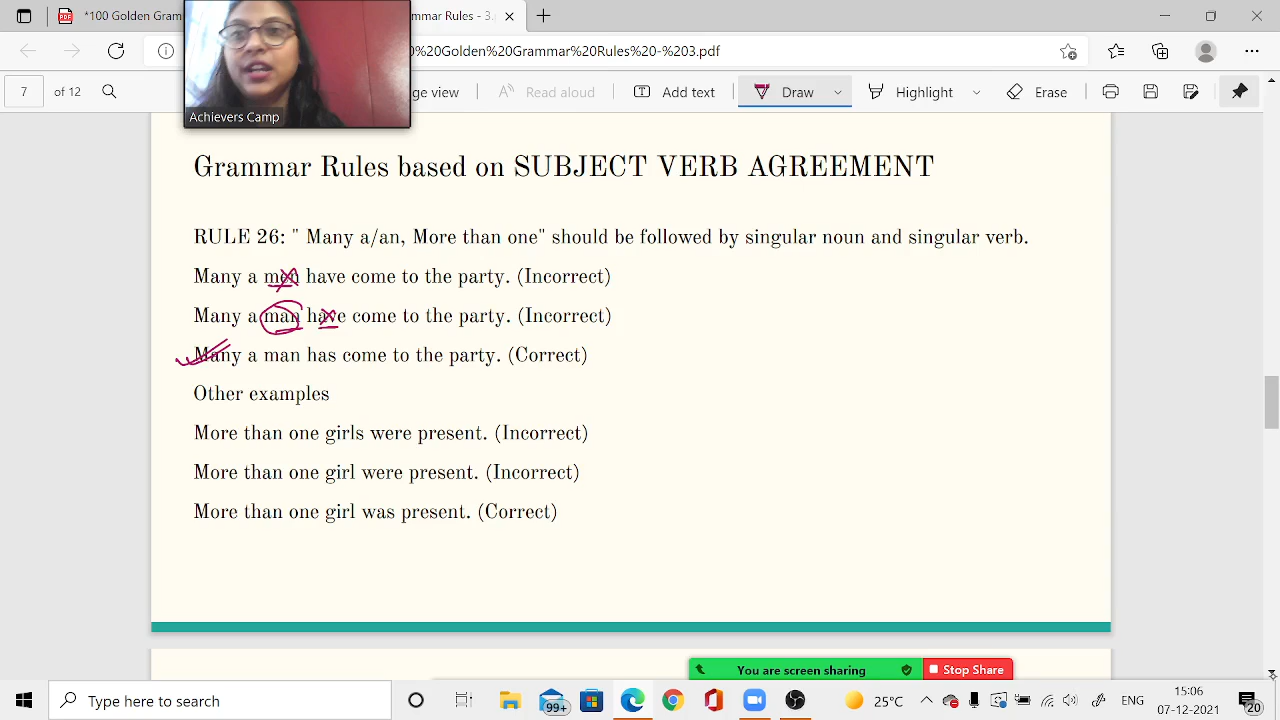 *100 Golden Gramm
mmar Rules - 3.
0%20Golden%20Grammar%20Rules%20-%203.pdf
7 of 12
ge view
Read aloud
Add text
Draw
Highlight
Erase
Achievers Camp
Grammar Rules based on SUBJECT VERB AGREEMENT
RULE 26: " Many a/an, More than one" should be followed by singular noun and singular verb.
Many a men have come to the party. (Incorrect)
Many a man have come to the party. (Incorrect)
Many a man has come to the party. (Correct)
Other examples
More than one girls were present. (Incorrect)
More than one girl were present. (Incorrect)
More than one girl was present. (Correct)
You are screen sharing
Stop Share
Type here to search
99+
25°C
ENG
15:06
07-12-2021
20